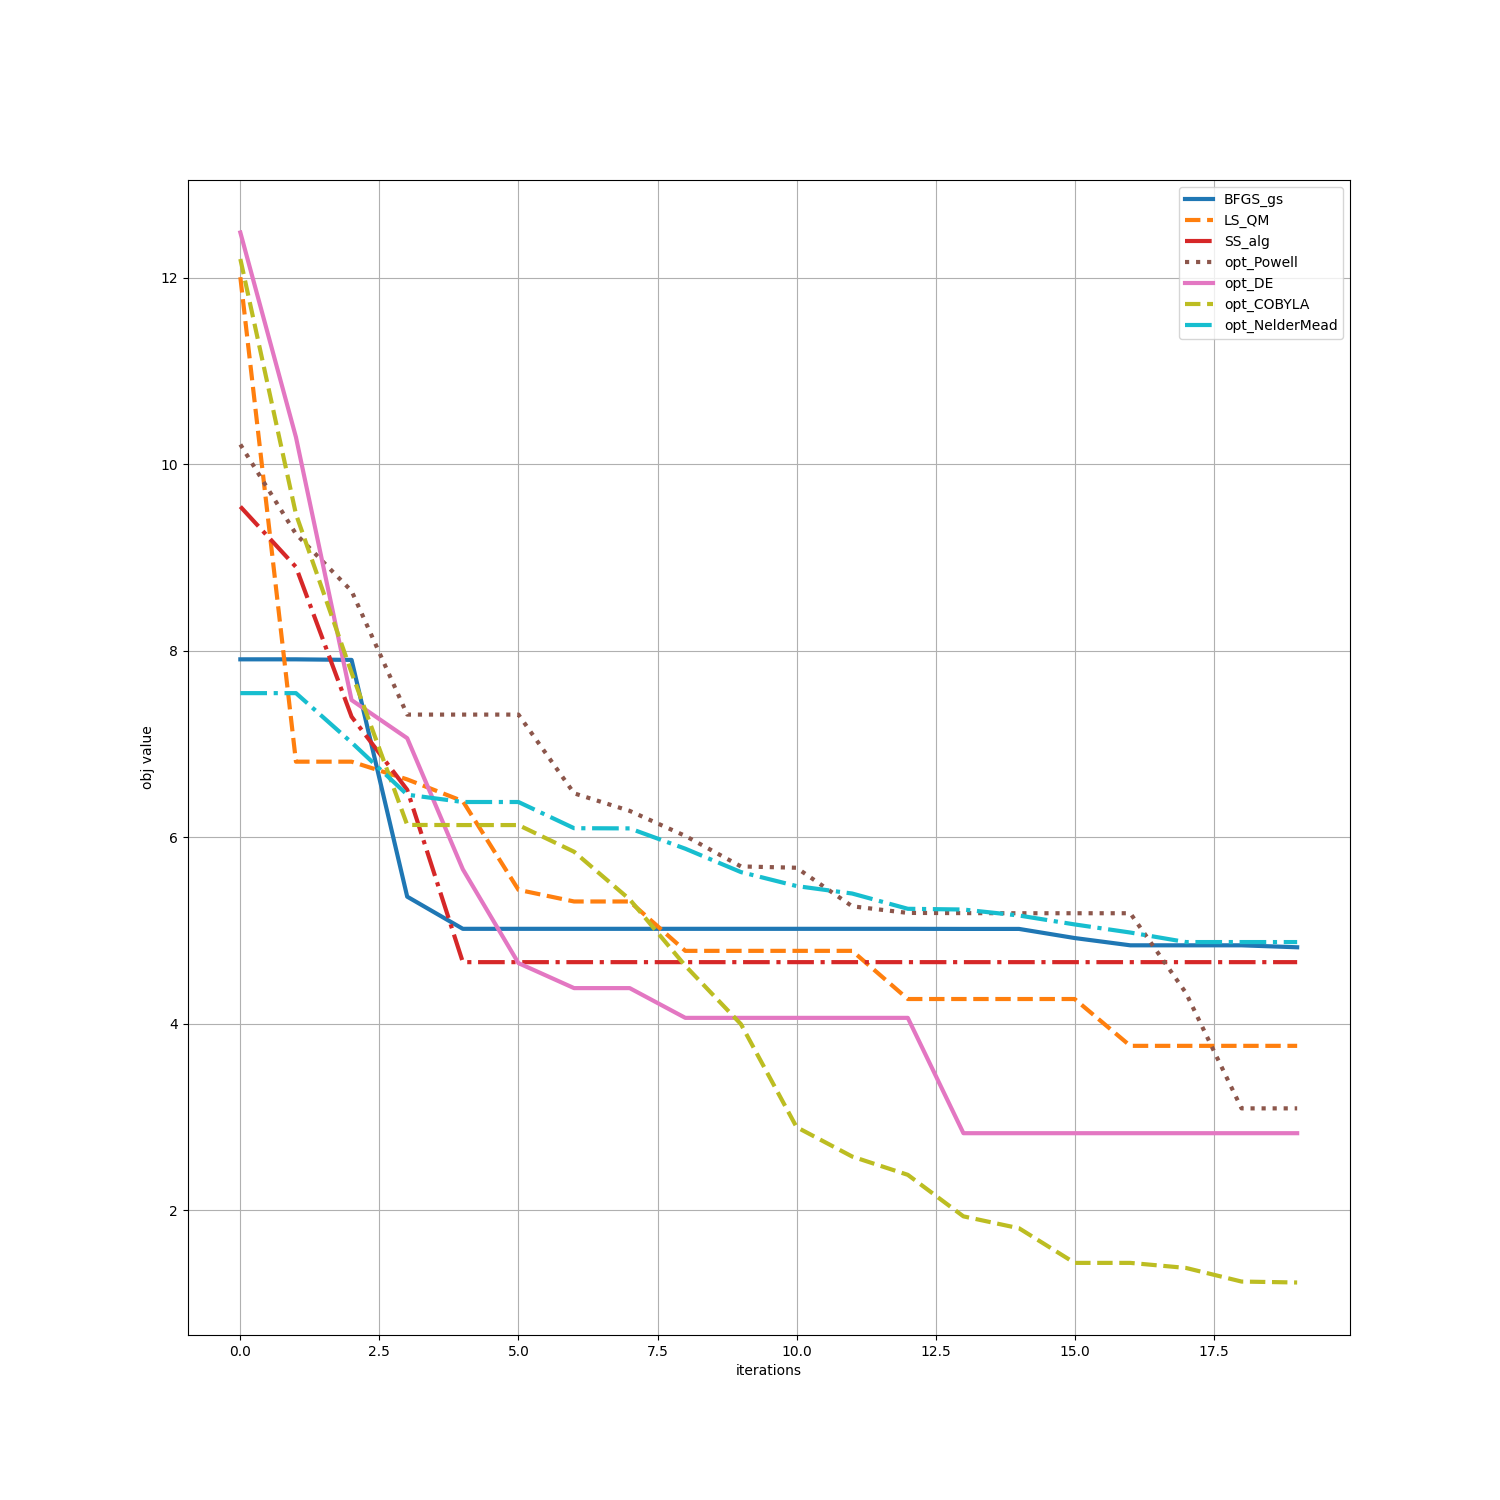 BFGS_gs
LS_QM
SS_alg
opt_Powell
opt_DE
opt_COBYLA
opt_NelderMead
12
10
8
6
4
2
obj value
0.0 2.5 5.0 7.5 10.0 12.5 15.0 17.5
iterations